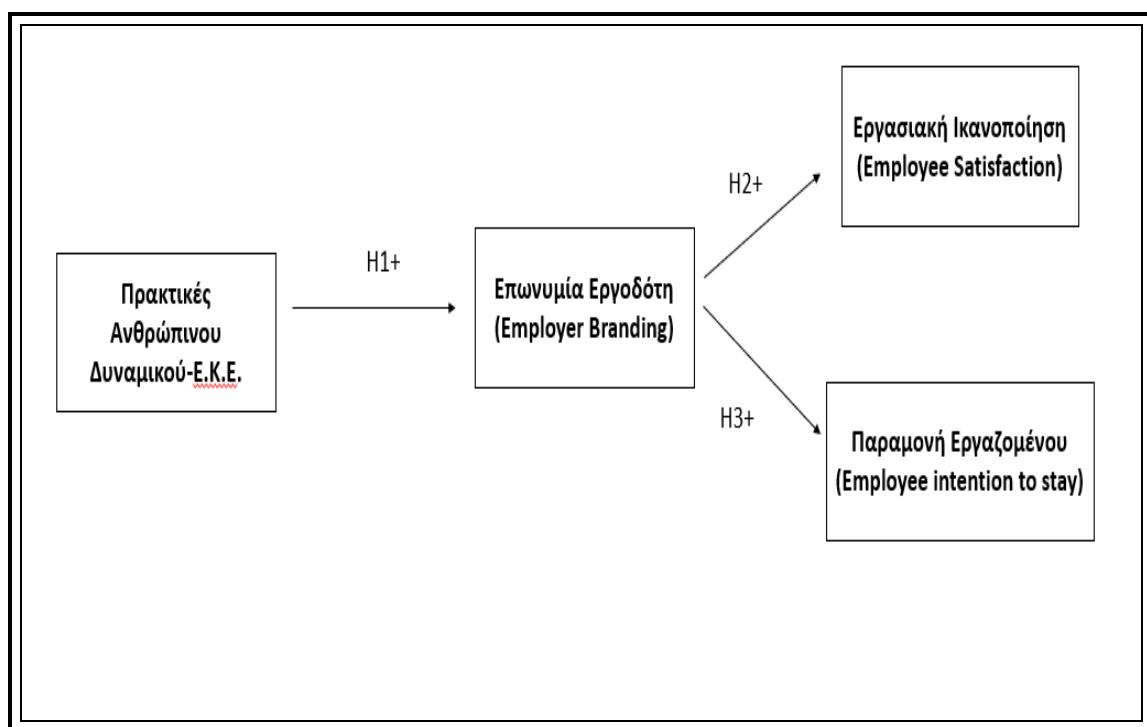 Πρακτικές
Ανθρώπινου
Δυναμικού-Ε.Κ.Ε.
H1+
Επωνυμία Εργοδότη
(Employer Branding)
H2+
Εργασιακή Ικανοποίηση
(Employee Satisfaction)
H3+
Παραμονή Εργαζομένου
(Employee intention to stay)